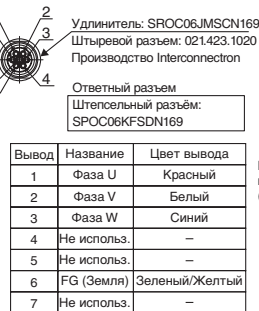 2
3
4
Удлинитель: SROC06JMSCN169
Штыревой разъем: 021.423.1020
Производство Interconnectron
Ответный разъем
Штепсельный разъём:
SPOC06KFSDN169
Вывод Название Цвет вывода
1 Фаза U Красный
2 Фаза V Белый
3 Фаза W Синий
4 Не использ. –
5 Не использ. –
6 FG (Земля) Зеленый/Желтый
7 Не использ. –